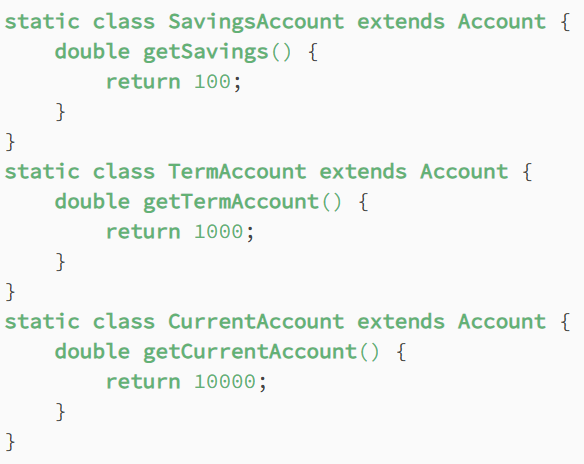 static class SavingsAccount extends Account {
    double getSavings() {
        return 100;
    }
}
static class TermAccount extends Account {
    double getTermAccount() {
        return 1000;
    }
}
static class CurrentAccount extends Account {
    double getCurrentAccount() {
        return 10000;
    }
}